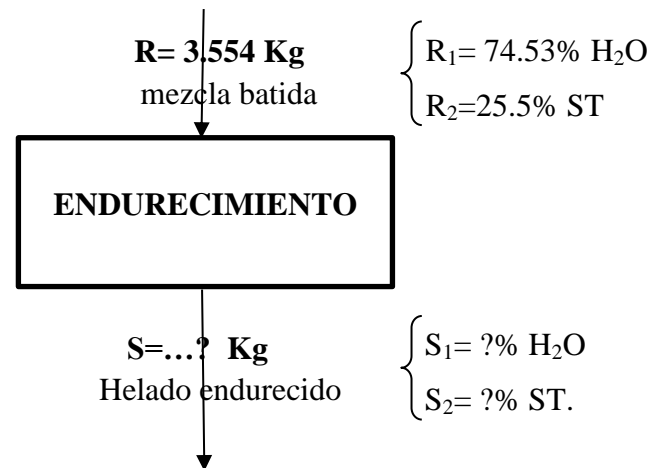 R= 3.554 Kg
mezcla batida
R₁= 74.53% H₂O
R₂=25.5% ST
ENDURECIMIENTO
S=…? Kg
Helado endurecido
S₁= ?% H₂O
S₂= ?% ST.